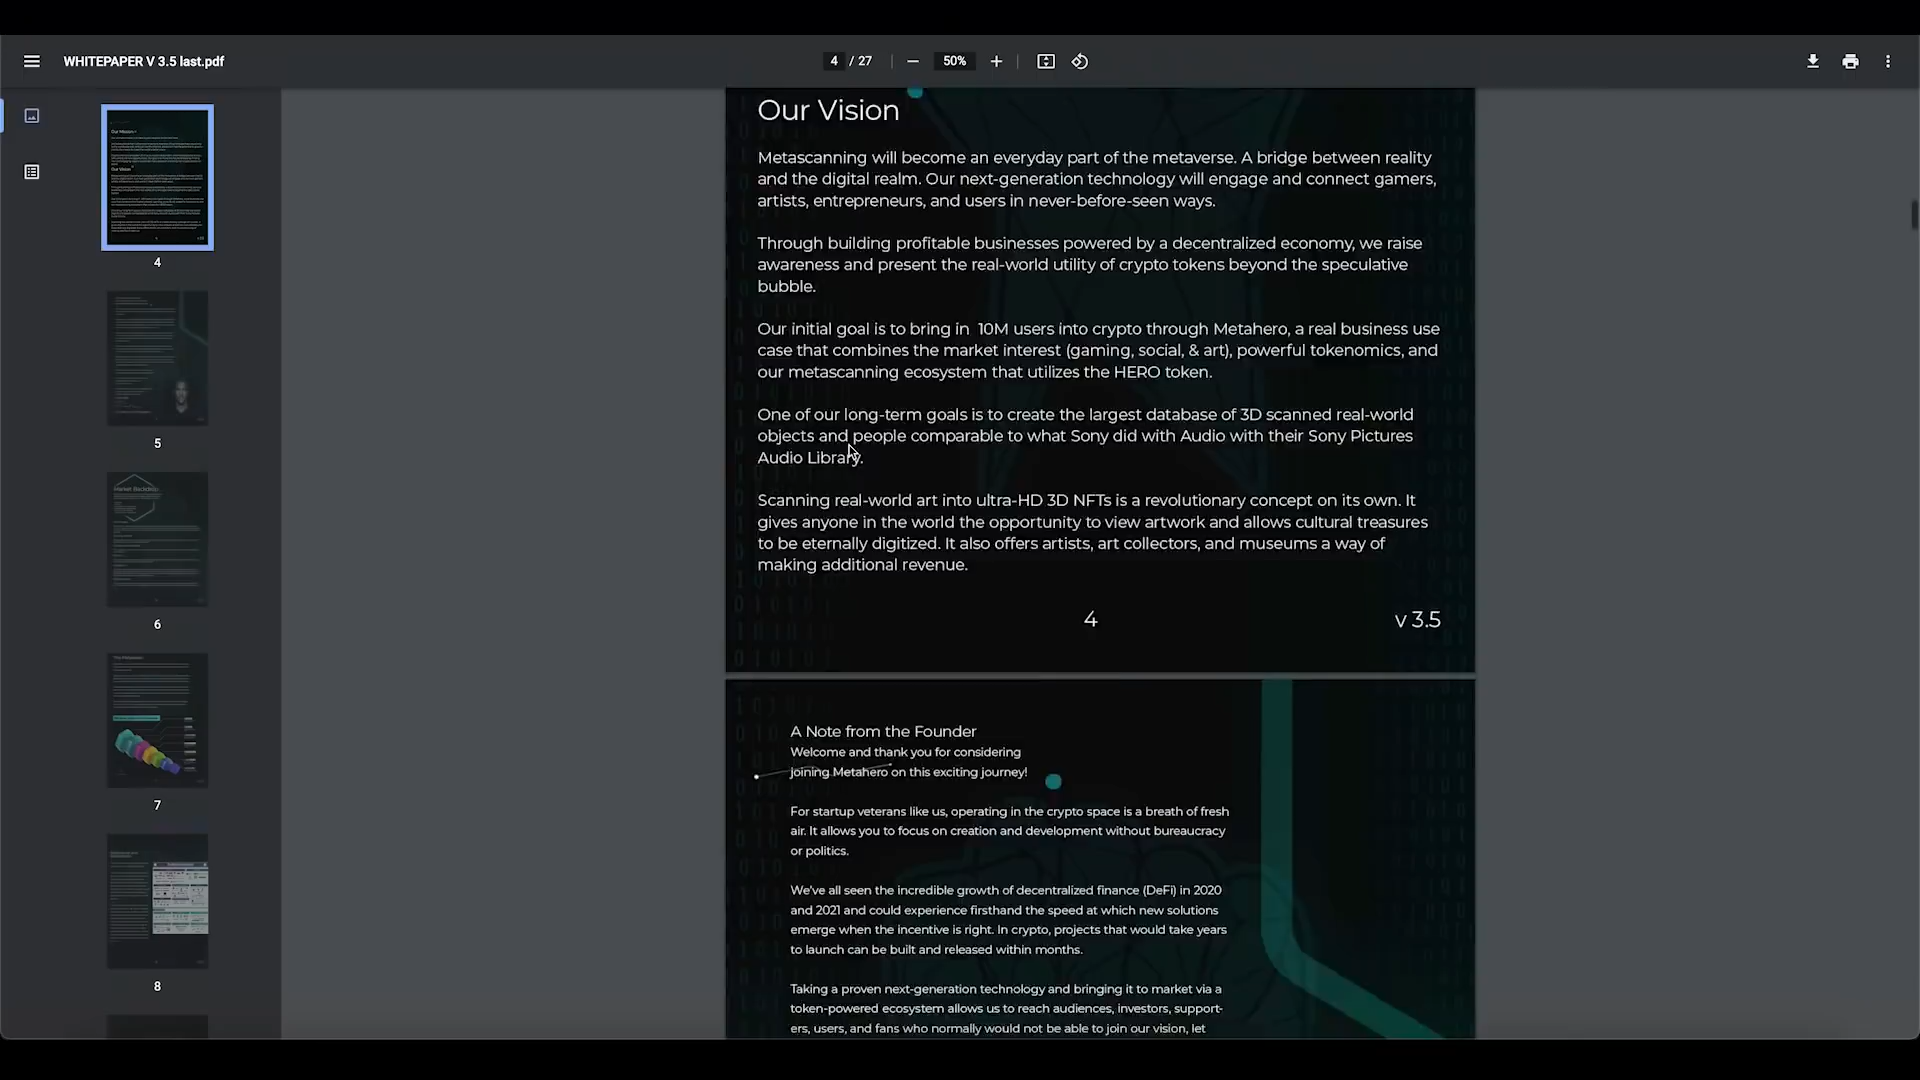 WHITEPAPER V 3.5 last.pdf
4 / 27
50%
4
5
6
7
8
Our Vision
Metascanning will become an everyday part of the metaverse. A bridge between reality
and the digital realm. Our next-generation technology will engage and connect gamers,
artists, entrepreneurs, and users in never-before-seen ways.
Through building profitable businesses powered by a decentralized economy, we raise
awareness and present the real-world utility of crypto tokens beyond the speculative
bubble.
Our initial goal is to bring in 10M users into crypto through Metahero, a real business use
case that combines the market interest (gaming, social, & art), powerful tokenomics, and
our metascanning ecosystem that utilizes the HERO token.
One of our long-term goals is to create the largest database of 3D scanned real-world
objects and people comparable to what Sony did with Audio with their Sony Pictures
Audio Library.
Scanning real-world art into ultra-HD 3D NFTs is a revolutionary concept on its own. It
gives anyone in the world the opportunity to view artwork and allows cultural treasures
to be eternally digitized. It also offers artists, art collectors, and museums a way of
making additional revenue.
4
v 3.5
A Note from the Founder
Welcome and thank you for considering
joining Metahero on this exciting journey!
For startup veterans like us, operating in the crypto space is a breath of fresh
air. It allows you to focus on creation and development without bureaucracy
or politics.
We've all seen the incredible growth of decentralized finance (DeFi) in 2020
and 2021 and could experience firsthand the speed at which new solutions
emerge when the incentive is right. In crypto, projects that would take years
to launch can be built and released within months.
Taking a proven next-generation technology and bringing it to market via a
token-powered ecosystem allows us to reach audiences, investors, support-
ers, users, and fans who normally would not be able to join our vision, let